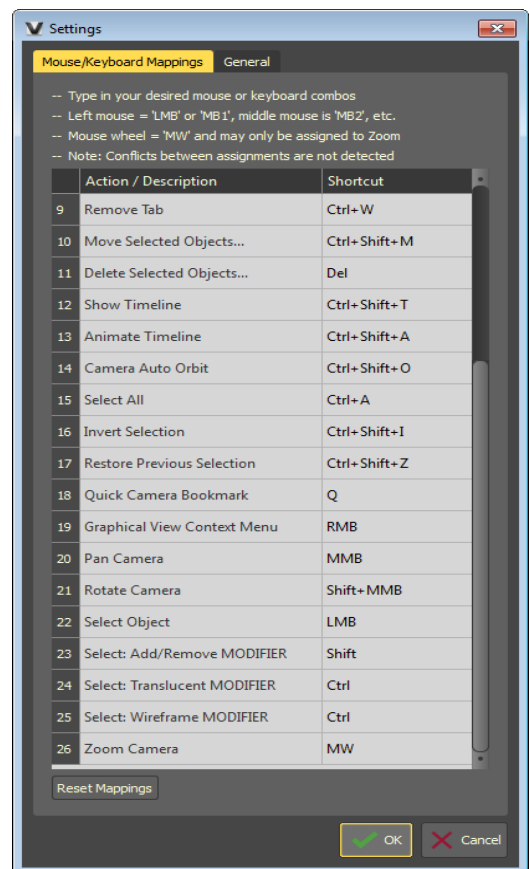 Settings
Mouse/Keyboard Mappings General
-- Type in your desired mouse or keyboard combos
-- Left mouse = 'LMB' or 'MB1', middle mouse is 'MB2', etc.
-- Mouse wheel = 'MW' and may only be assigned to Zoom
-- Note: Conflicts between assignments are not detected
Action / Description Shortcut
9 Remove Tab Ctrl+W
10 Move Selected Objects... Ctrl+Shift+M
11 Delete Selected Objects... Del
12 Show Timeline Ctrl+Shift+T
13 Animate Timeline Ctrl+Shift+A
14 Camera Auto Orbit Ctrl+Shift+O
15 Select All Ctrl+A
16 Invert Selection Ctrl+Shift+I
17 Restore Previous Selection Ctrl+Shift+Z
18 Quick Camera Bookmark Q
19 Graphical View Context Menu RMB
20 Pan Camera MMB
21 Rotate Camera Shift+MMB
22 Select Object LMB
23 Select: Add/Remove MODIFIER Shift
24 Select: Translucent MODIFIER Ctrl
25 Select: Wireframe MODIFIER Ctrl
26 Zoom Camera MW
Reset Mappings
OK Cancel